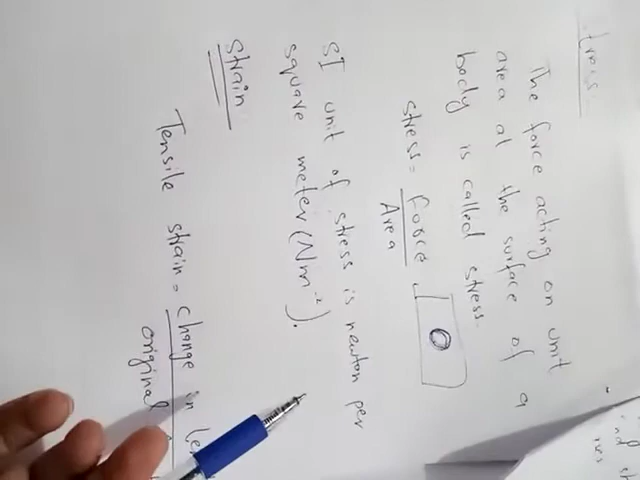 tress.
The force acting on unit
area at the surface of a
body is called stress.
stress = Force
Area
SI unit of stress is newton per
square meter (Nm⁻²).
Strain
Tensile strain = change in
original